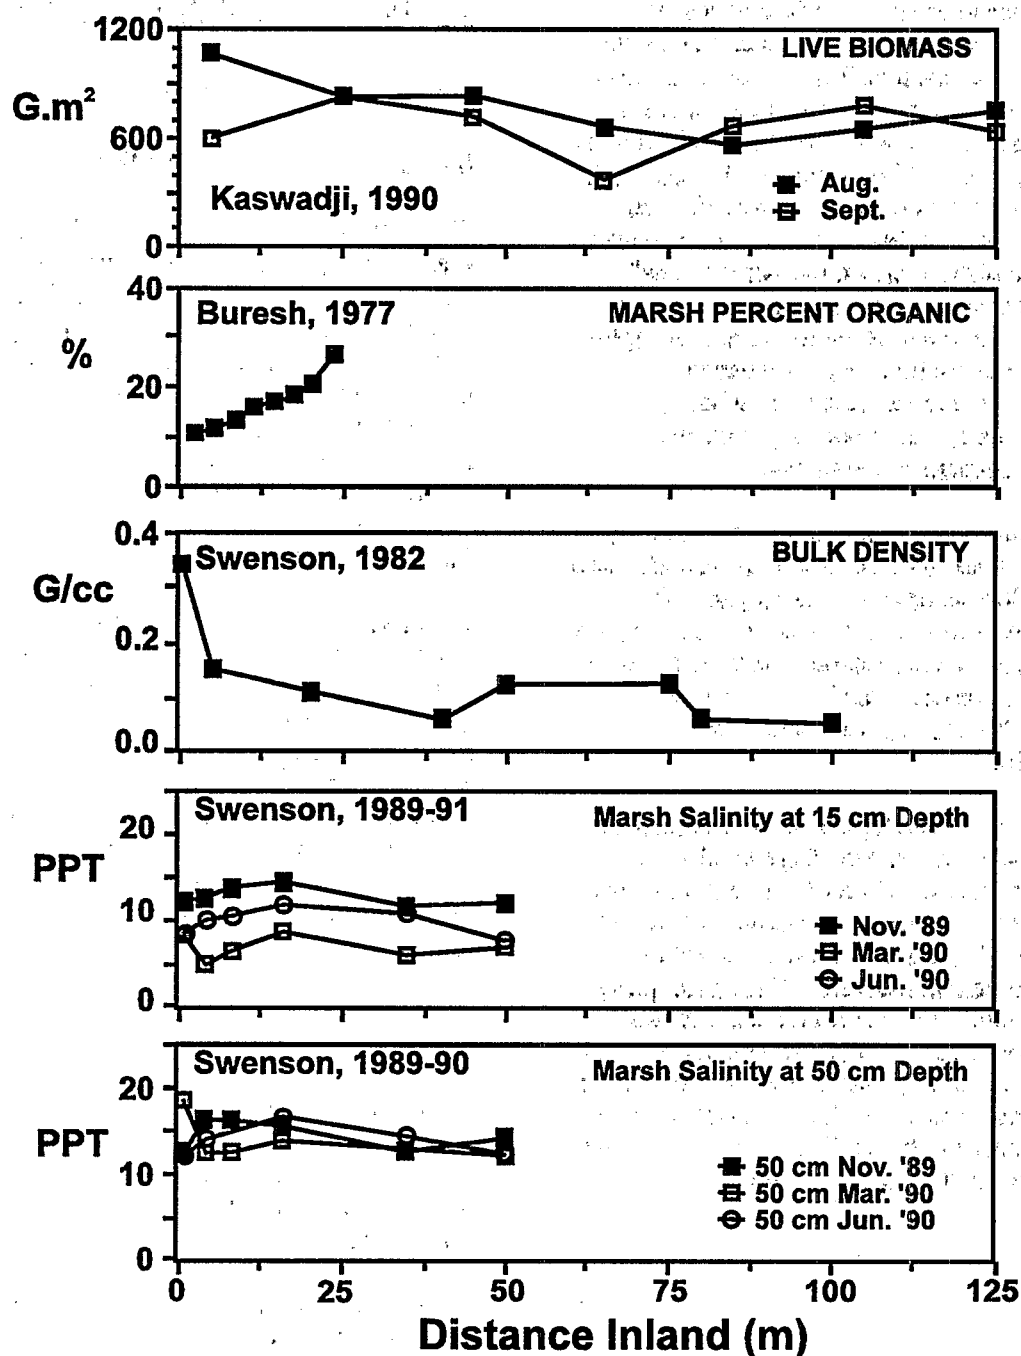 1200
LIVE BIOMASS
G.m²
600
Kaswadji, 1990
Aug.
Sept.
0
40
Buresh, 1977
MARSH PERCENT ORGANIC
%
20
0
0.4
Swenson, 1982
BULK DENSITY
G/cc
0.2
0.0
Swenson, 1989-91
Marsh Salinity at 15 cm Depth
20
PPT
10
Nov. '89
Mar. '90
Jun. '90
0
Swenson, 1989-90
Marsh Salinity at 50 cm Depth
20
PPT
10
50 cm Nov. '89
50 cm Mar. '90
50 cm Jun. '90
0
0 25 50 75 100 125
Distance Inland (m)